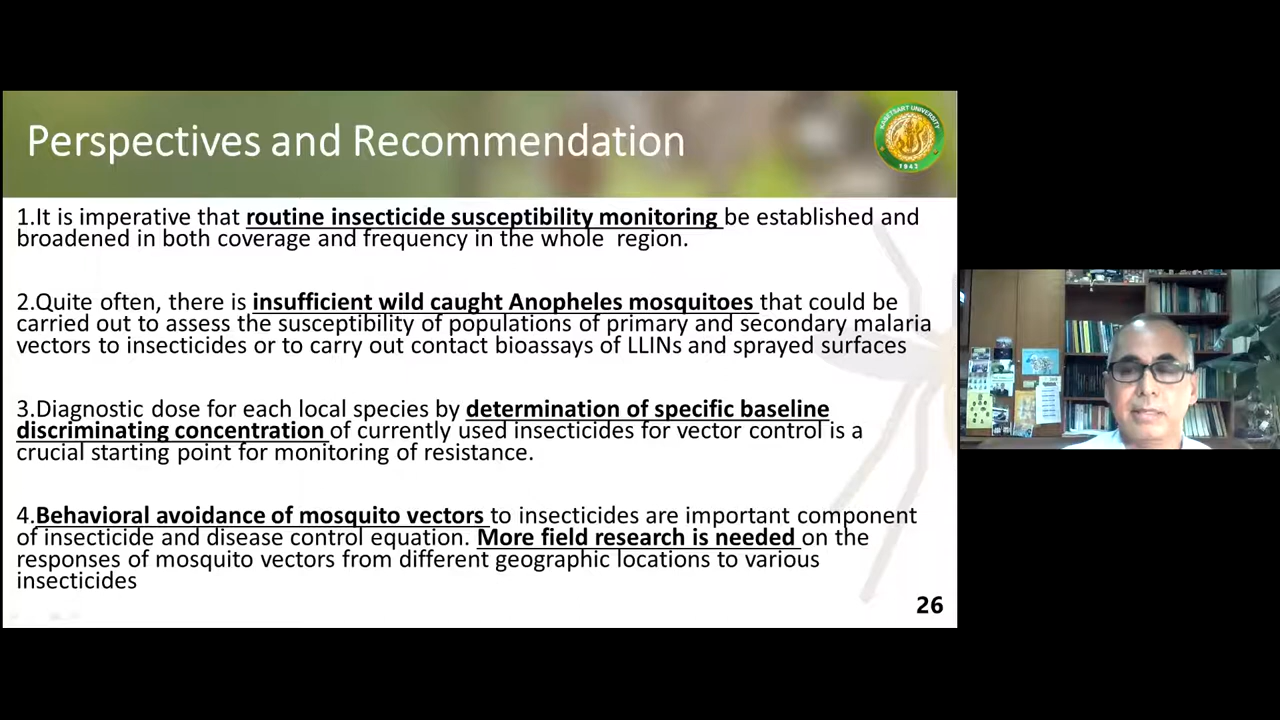 Perspectives and Recommendation
KASETSART UNIVERSITY
1943
1.It is imperative that routine insecticide susceptibility monitoring be established and
broadened in both coverage and frequency in the whole region.
2.Quite often, there is insufficient wild caught Anopheles mosquitoes that could be
carried out to assess the susceptibility of populations of primary and secondary malaria
vectors to insecticides or to carry out contact bioassays of LLINs and sprayed surfaces
3.Diagnostic dose for each local species by determination of specific baseline
discriminating concentration of currently used insecticides for vector control is a
crucial starting point for monitoring of resistance.
4.Behavioral avoidance of mosquito vectors to insecticides are important component
of insecticide and disease control equation. More field research is needed on the
responses of mosquito vectors from different geographic locations to various
insecticides
26